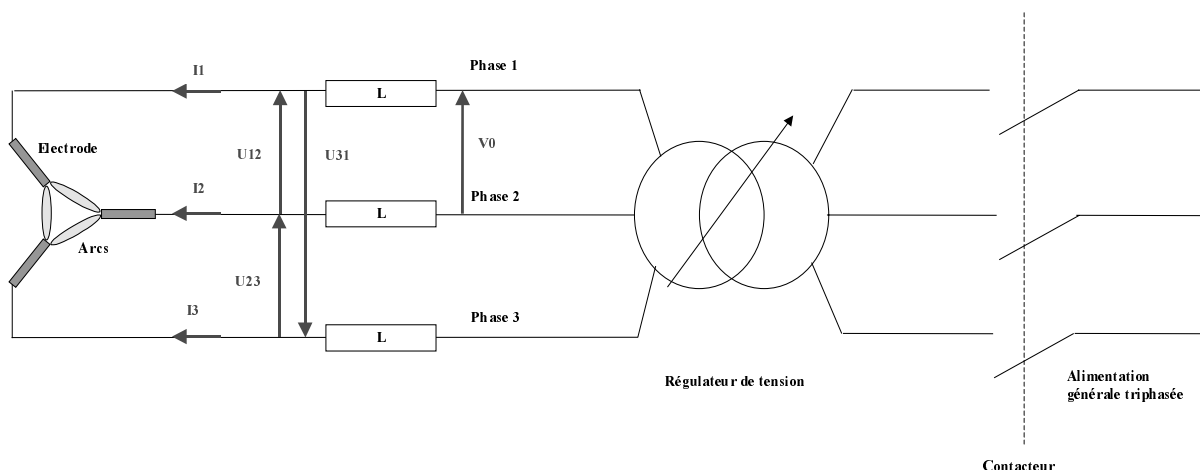 Phase 1
I1
L
Electrode
U12
U31
V0
I2
Phase 2
L
Arcs
U23
I3
Phase 3
L
Régulateur de tension
Alimentation
générale triphasée
Contacteur